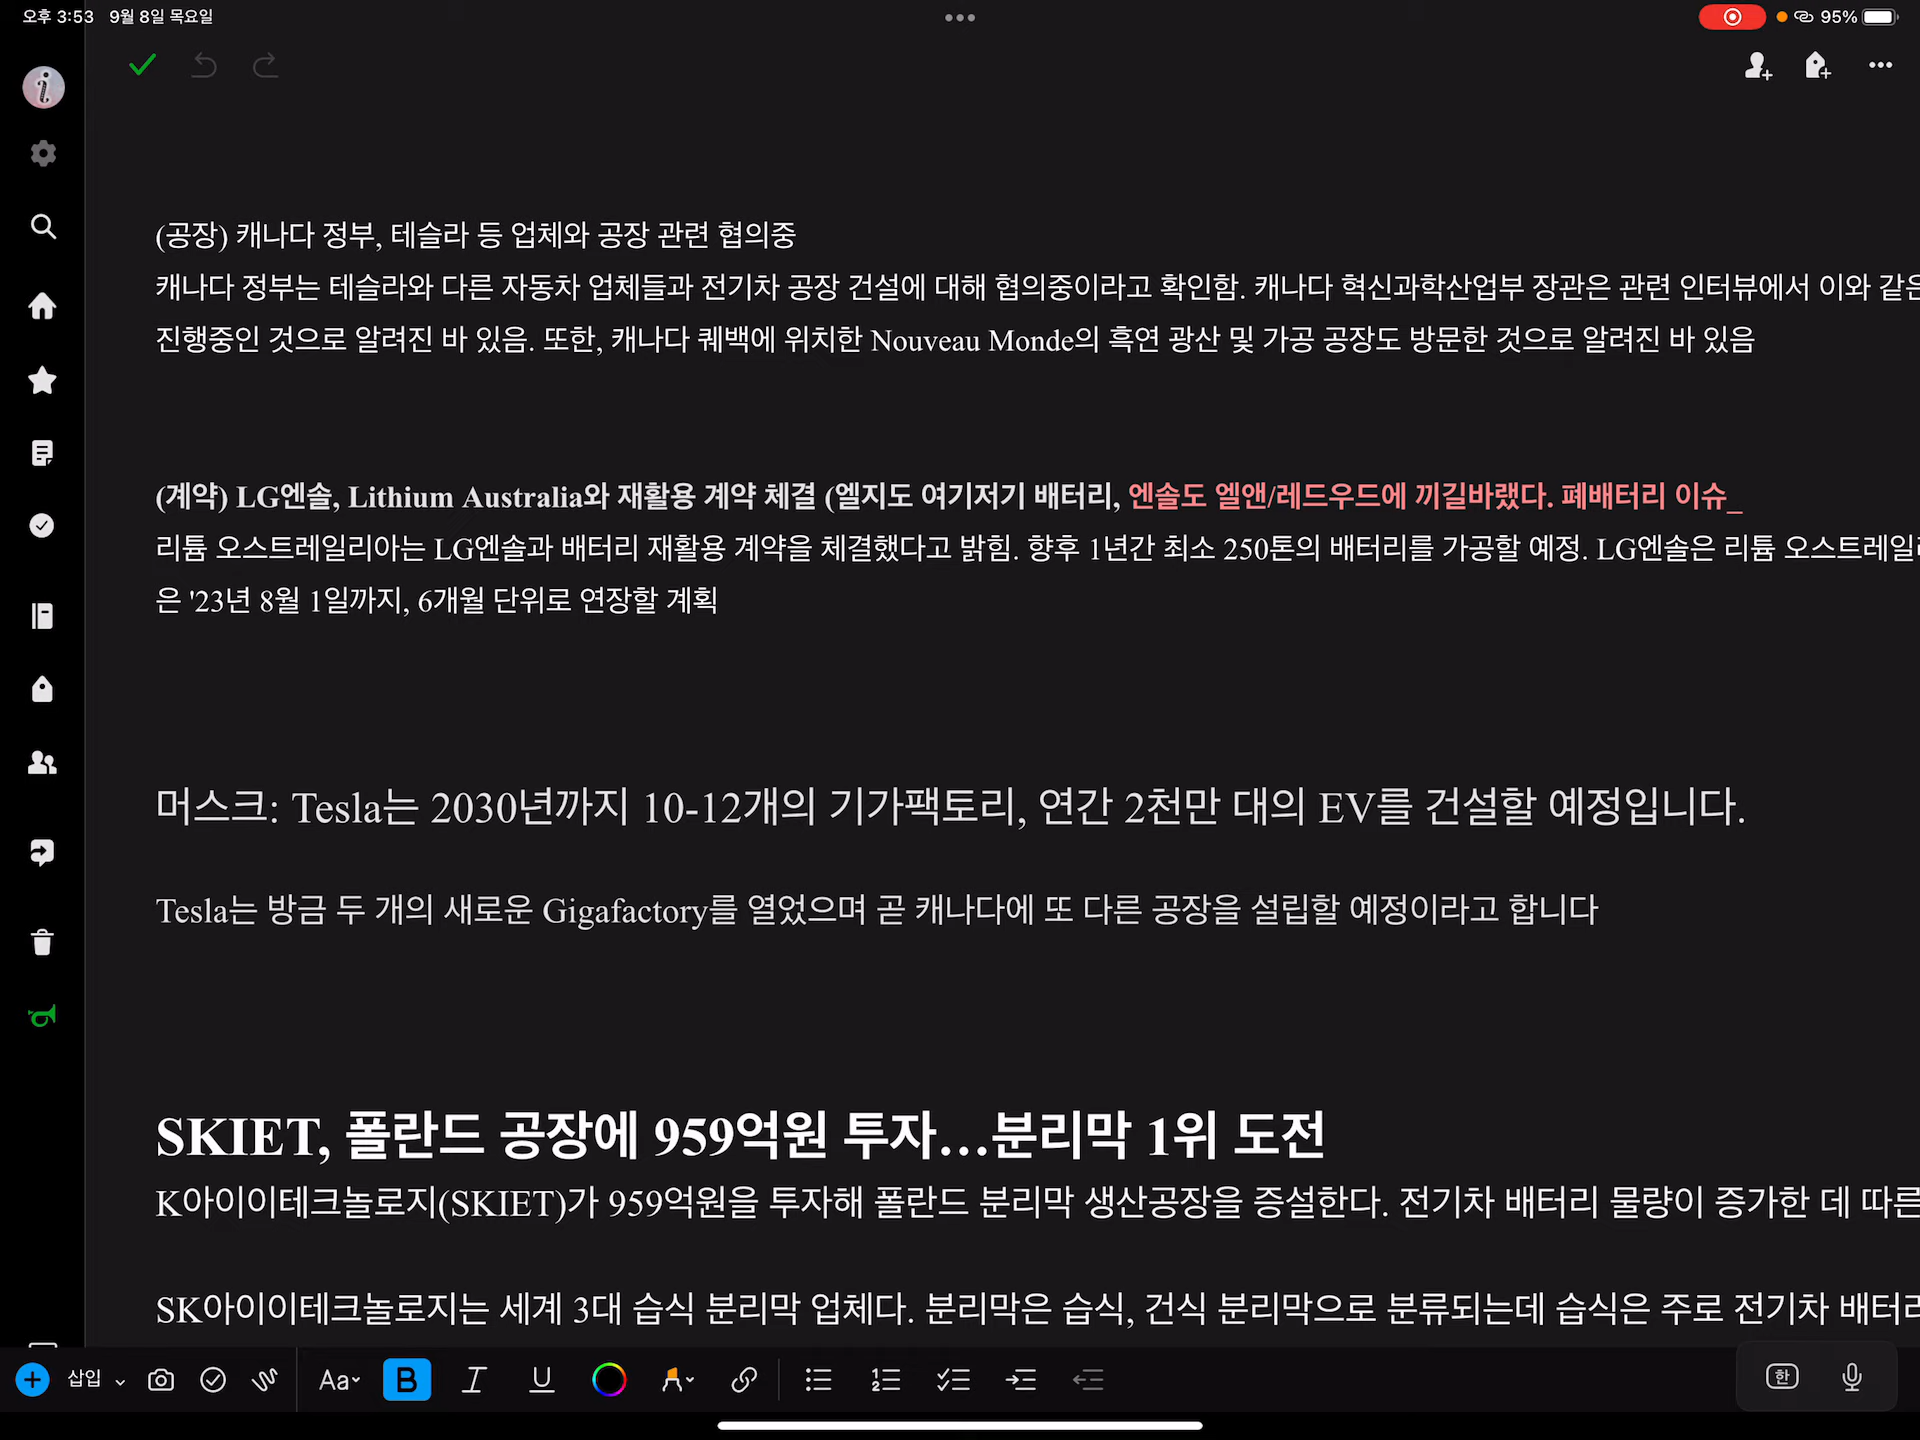 오후 3:53 9월 8일 목요일
95%
(공장) 캐나다 정부, 테슬라 등 업체와 공장 관련 협의중
캐나다 정부는 테슬라와 다른 자동차 업체들과 전기차 공장 건설에 대해 협의중이라고 확인함. 캐나다 혁신과학산업부 장관은 관련 인터뷰에서 이와 같은
진행중인 것으로 알려진 바 있음. 또한, 캐나다 퀘백에 위치한 Nouveau Monde의 흑연 광산 및 가공 공장도 방문한 것으로 알려진 바 있음
(계약) LG엔솔, Lithium Australia와 재활용 계약 체결 (엘지도 여기저기 배터리, 엔솔도 엘앤/레드우드에 끼길바랬다. 폐배터리 이슈_
리튬 오스트레일리아는 LG엔솔과 배터리 재활용 계약을 체결했다고 밝힘. 향후 1년간 최소 250톤의 배터리를 가공할 예정. LG엔솔은 리튬 오스트레일리
은 '23년 8월 1일까지, 6개월 단위로 연장할 계획
머스크: Tesla는 2030년까지 10-12개의 기가팩토리, 연간 2천만 대의 EV를 건설할 예정입니다.
Tesla는 방금 두 개의 새로운 Gigafactory를 열었으며 곧 캐나다에 또 다른 공장을 설립할 예정이라고 합니다
SKIET, 폴란드 공장에 959억원 투자…분리막 1위 도전
K아이이테크놀로지(SKIET)가 959억원을 투자해 폴란드 분리막 생산공장을 증설한다. 전기차 배터리 물량이 증가한 데 따른
SK아이이테크놀로지는 세계 3대 습식 분리막 업체다. 분리막은 습식, 건식 분리막으로 분류되는데 습식은 주로 전기차 배터리
삽입 Aa B I U 한